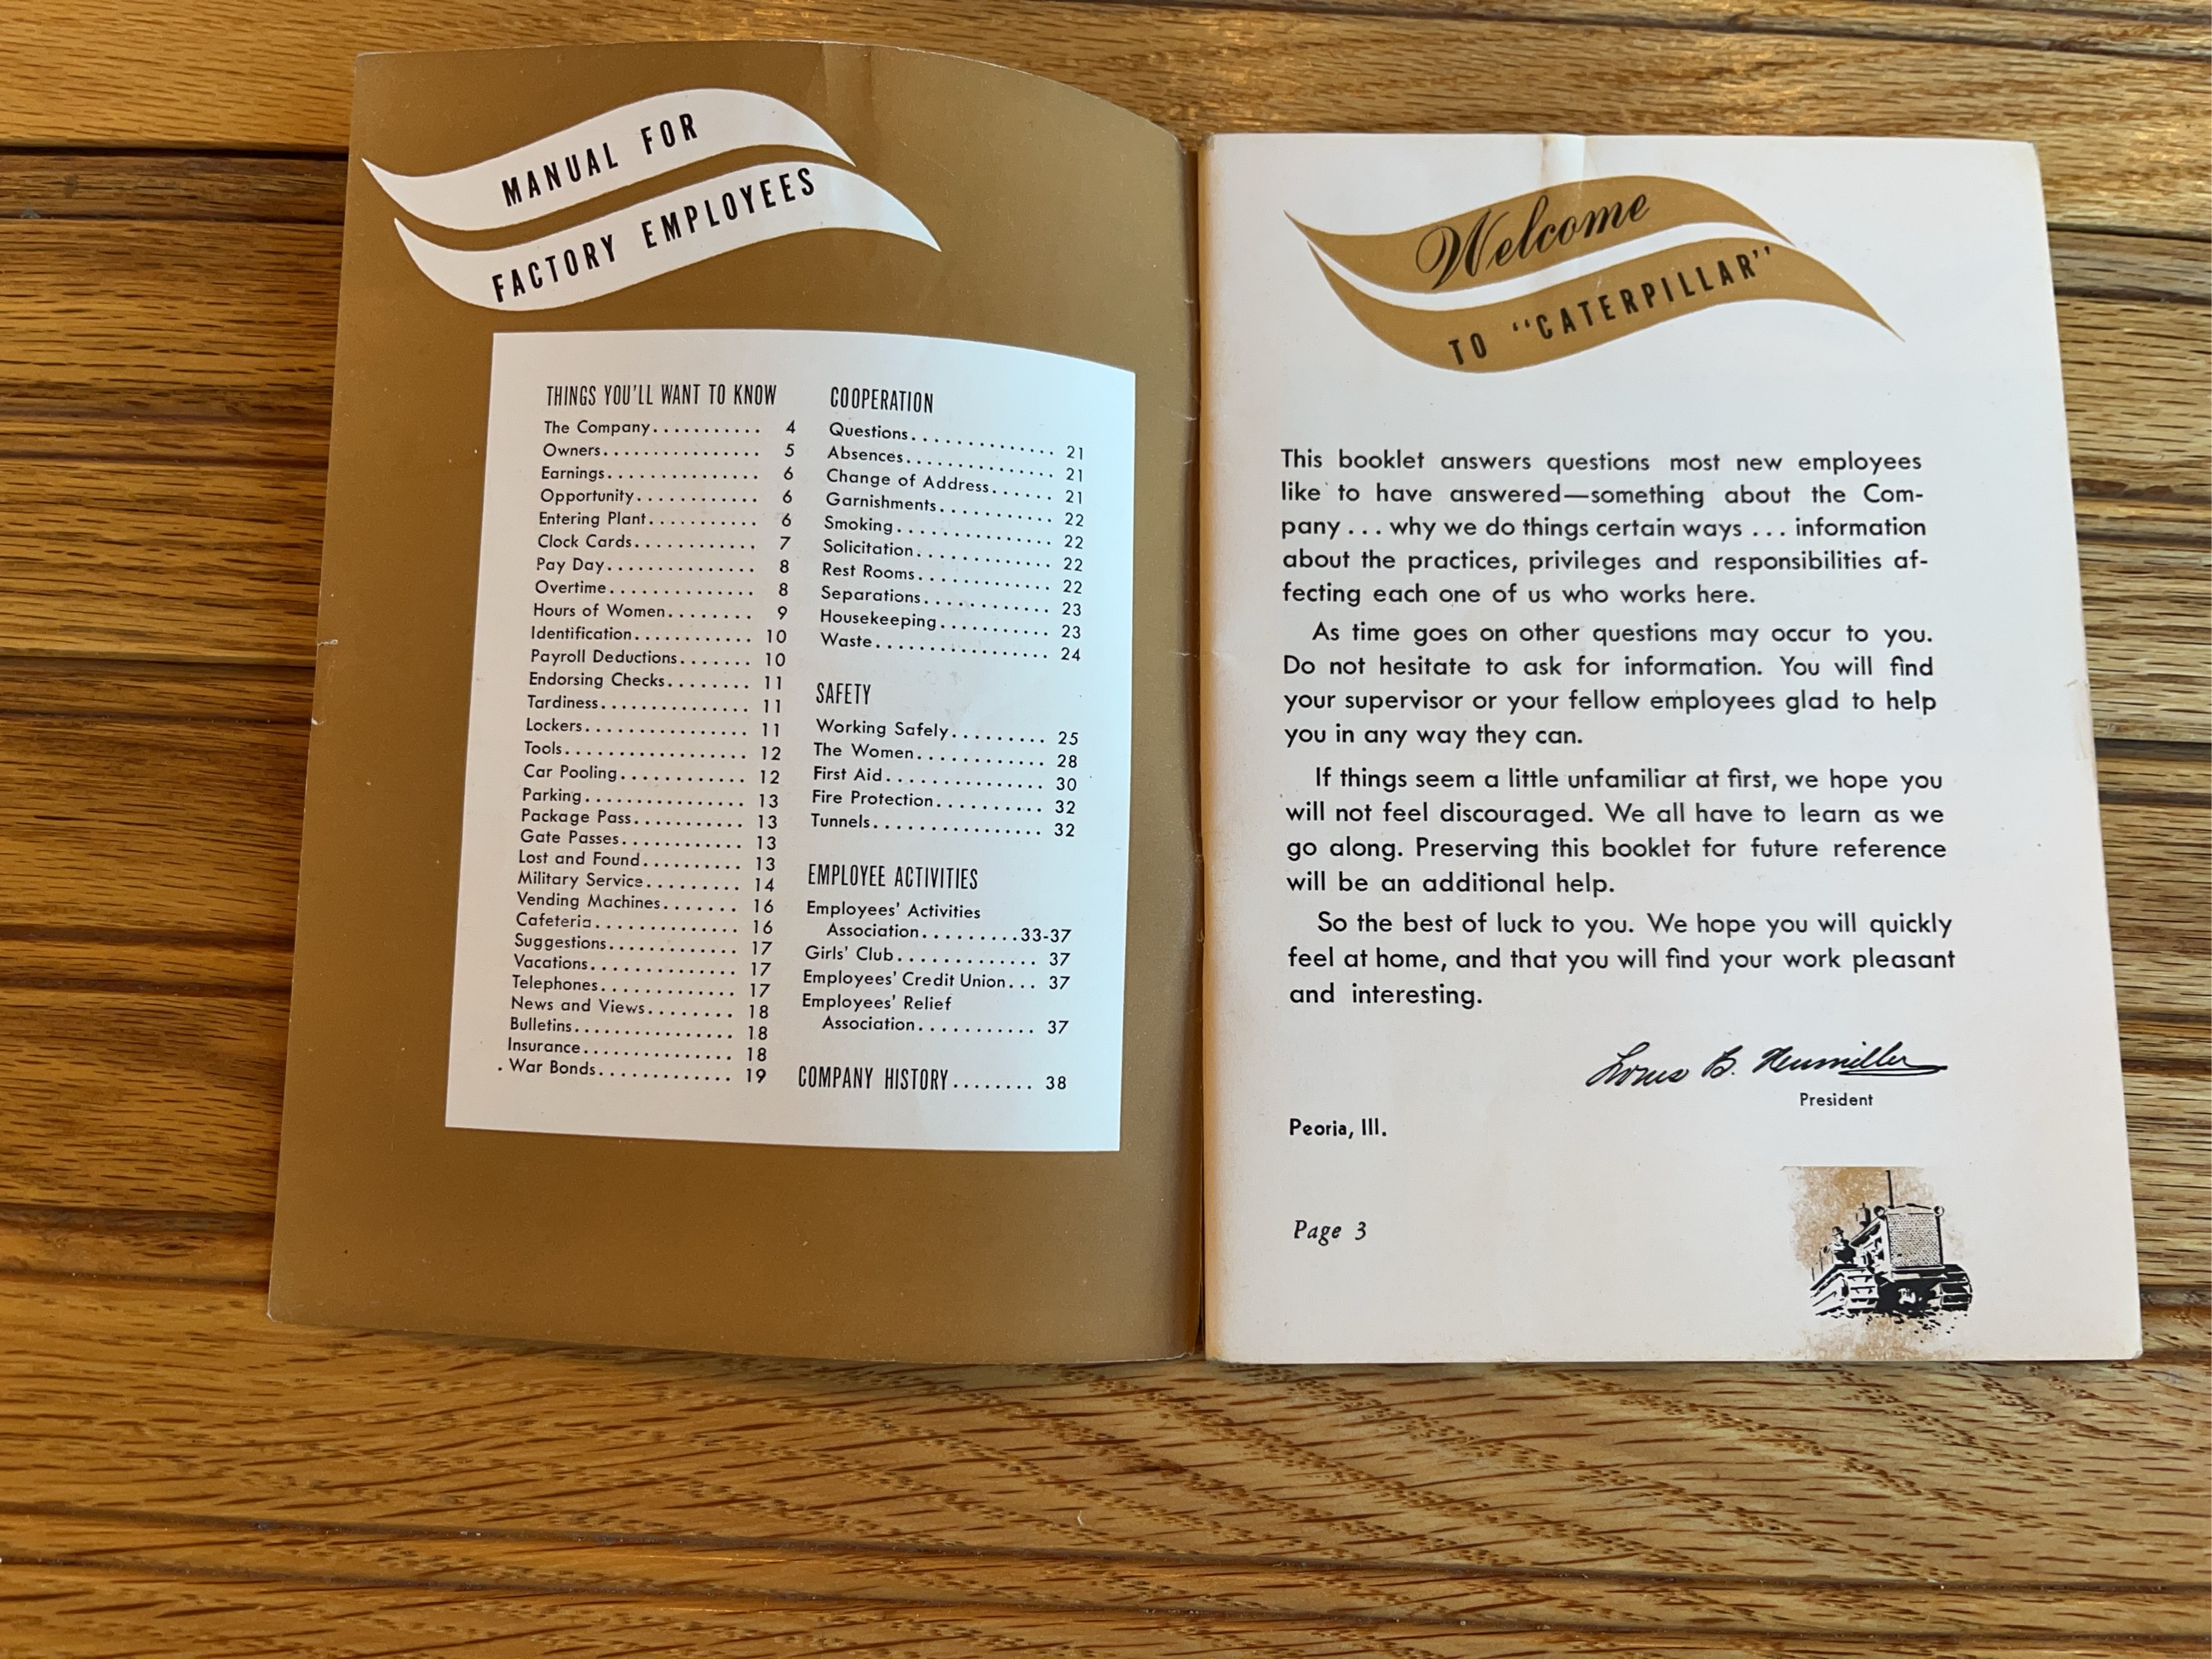 MANUAL FOR
FACTORY EMPLOYEES
THINGS YOU'LL WANT TO KNOW
The Company........... 4
Owners................ 5
Earnings.............. 6
Opportunity........... 6
Entering Plant.......... 6
Clock Cards............ 7
Pay Day............... 8
Overtime.............. 8
Hours of Women........ 9
Identification............ 10
Payroll Deductions....... 10
Endorsing Checks........ 11
Tardiness............... 11
Lockers................ 11
Tools.................. 12
Car Pooling............ 12
Parking................ 13
Package Pass........... 13
Gate Passes............ 13
Lost and Found.......... 13
Military Service......... 14
Vending Machines....... 16
Cafeteria............... 16
Suggestions............. 17
Vacations.............. 17
Telephones............. 17
News and Views........ 18
Bulletins................ 18
Insurance............... 18
War Bonds............. 19
COOPERATION
Questions............... 21
Absences............... 21
Change of Address...... 21
Garnishments........... 22
Smoking................ 22
Solicitation.............. 22
Rest Rooms............. 22
Separations............. 23
Housekeeping........... 23
Waste................. 24
SAFETY
Working Safely......... 25
The Women............ 28
First Aid............... 30
Fire Protection.......... 32
Tunnels................ 32
EMPLOYEE ACTIVITIES
Employees' Activities
Association.........33-37
Girls' Club............. 37
Employees' Credit Union... 37
Employees' Relief
Association........... 37
COMPANY HISTORY........ 38
Welcome
TO "CATERPILLAR"
This booklet answers questions most new employees
like to have answered—something about the Com-
pany ... why we do things certain ways ... information
about the practices, privileges and responsibilities af-
fecting each one of us who works here.
As time goes on other questions may occur to you.
Do not hesitate to ask for information. You will find
your supervisor or your fellow employees glad to help
you in any way they can.
If things seem a little unfamiliar at first, we hope you
will not feel discouraged. We all have to learn as we
go along. Preserving this booklet for future reference
will be an additional help.
So the best of luck to you. We hope you will quickly
feel at home, and that you will find your work pleasant
and interesting.
Louis B. Neumiller
President
Peoria, Ill.
Page 3